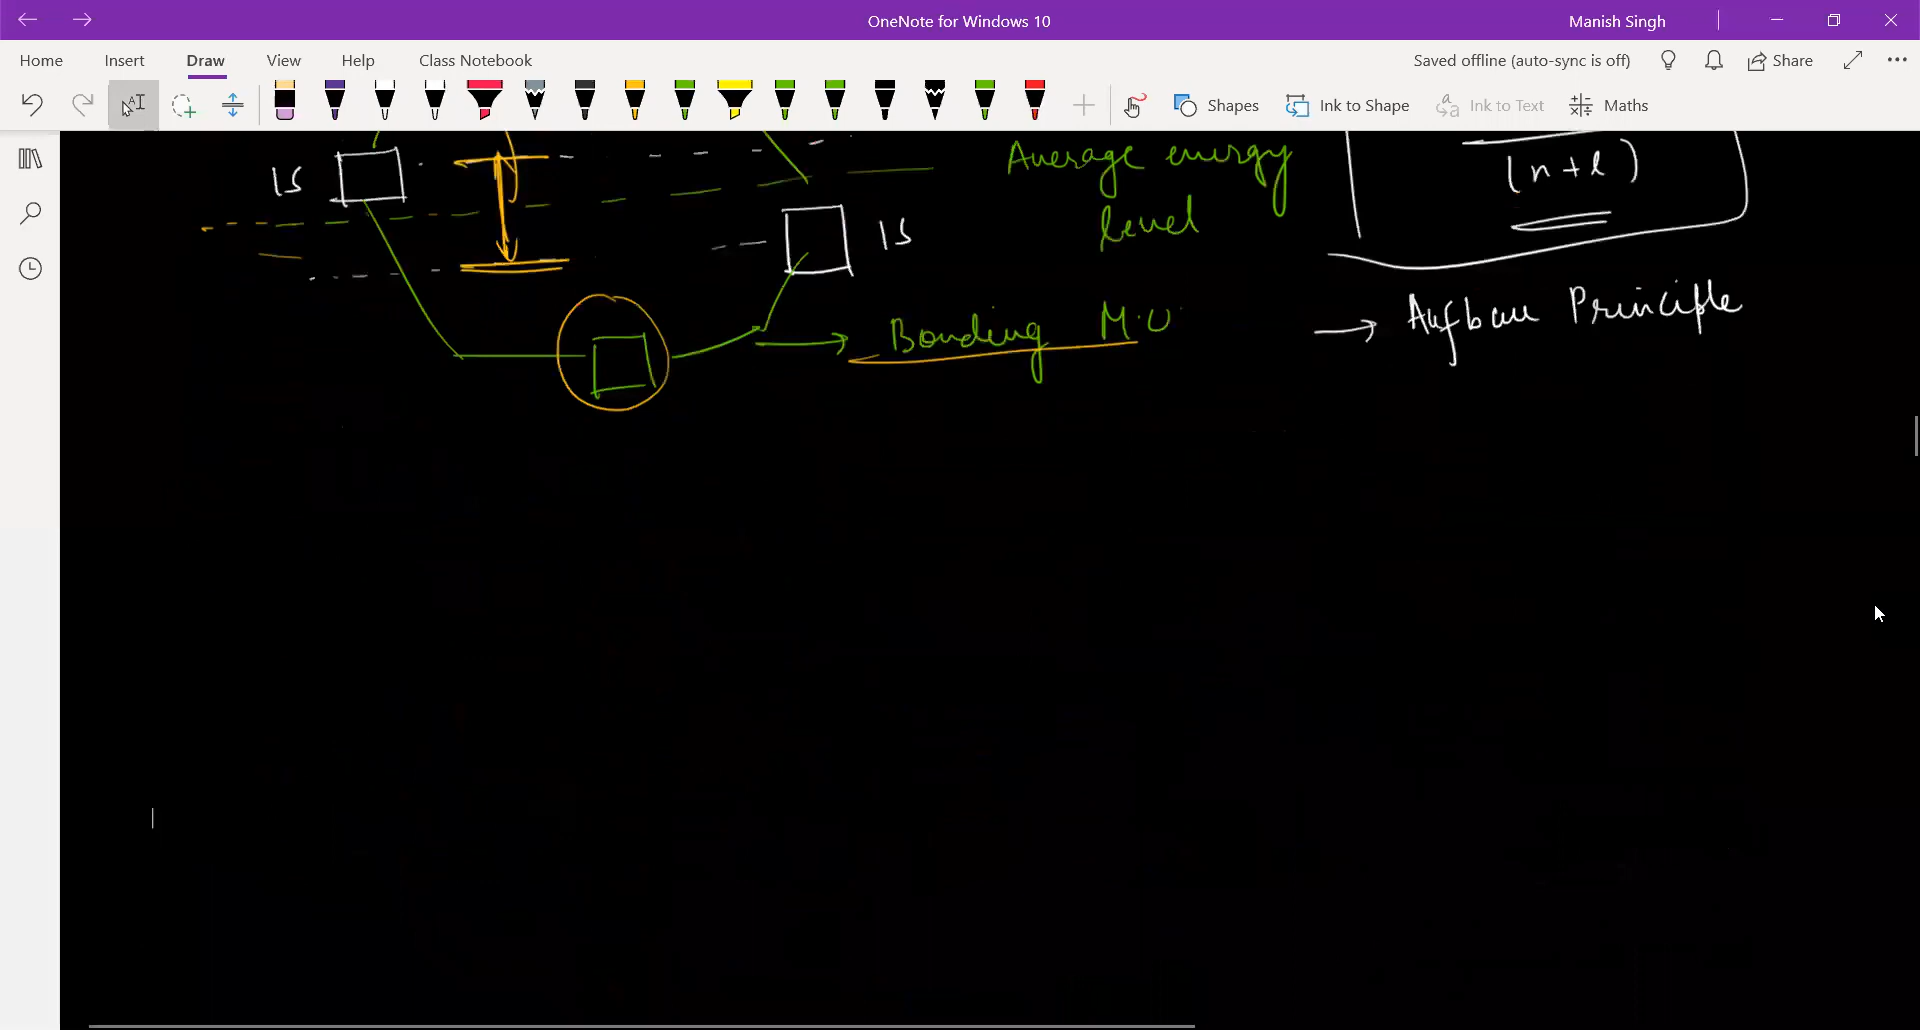 OneNote for Windows 10
Manish Singh
Home Insert Draw View Help Class Notebook
Saved offline (auto-sync is off) Share
Shapes Ink to Shape Ink to Text Maths
1S
Average energy
level
(n+l)
1S
Bonding M.O
→ Aufbau Principle